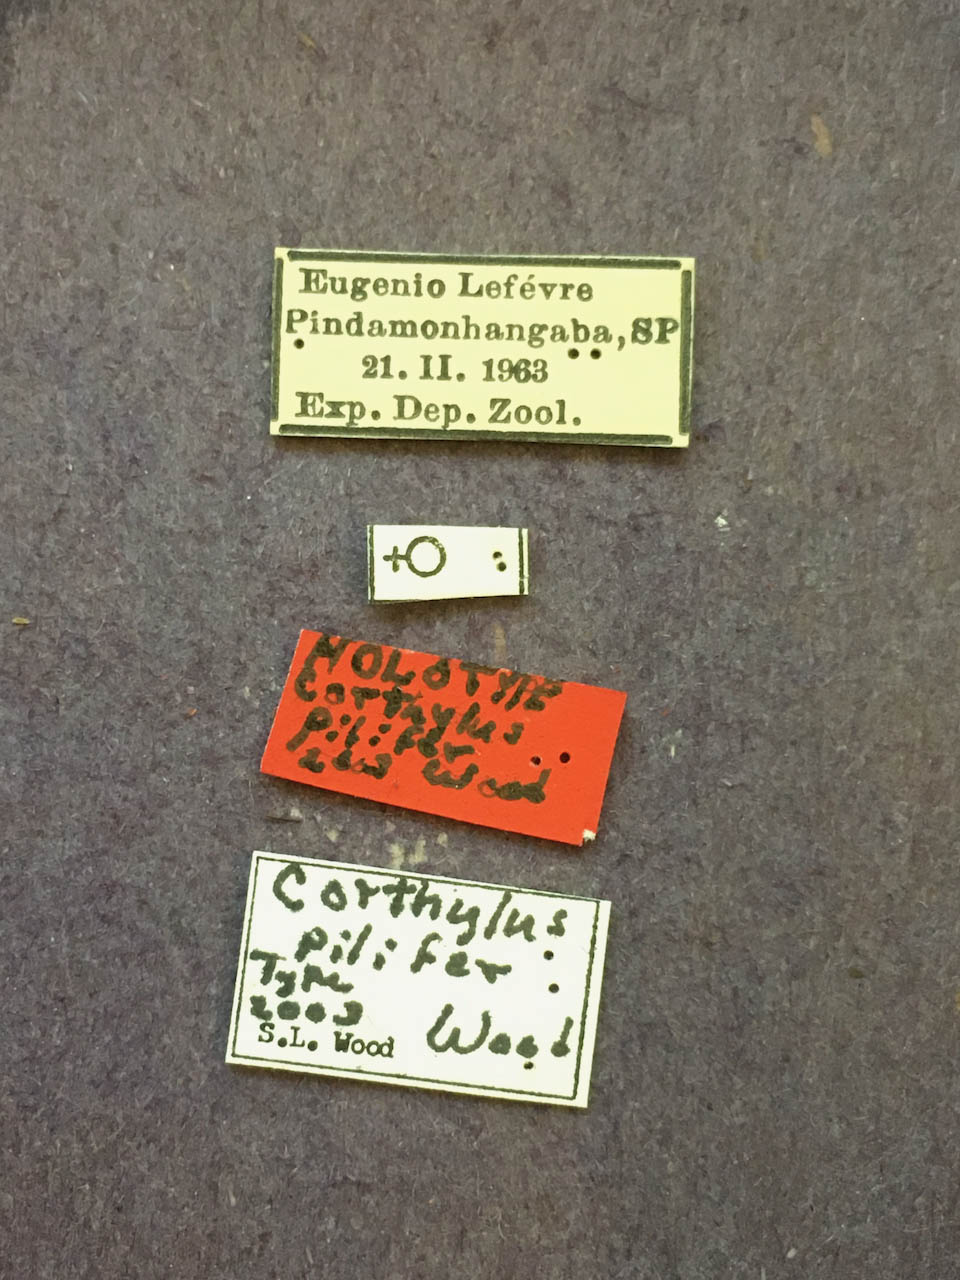 Eugenio Lefévre
Pindamonhangaba, SP
21. II. 1963
Exp. Dep. Zool.
♀
HOLOTYPE
Corthylus
pilifer
2003 Wood
Corthylus
pilifer
Type
2003
Wood
S.L. Wood